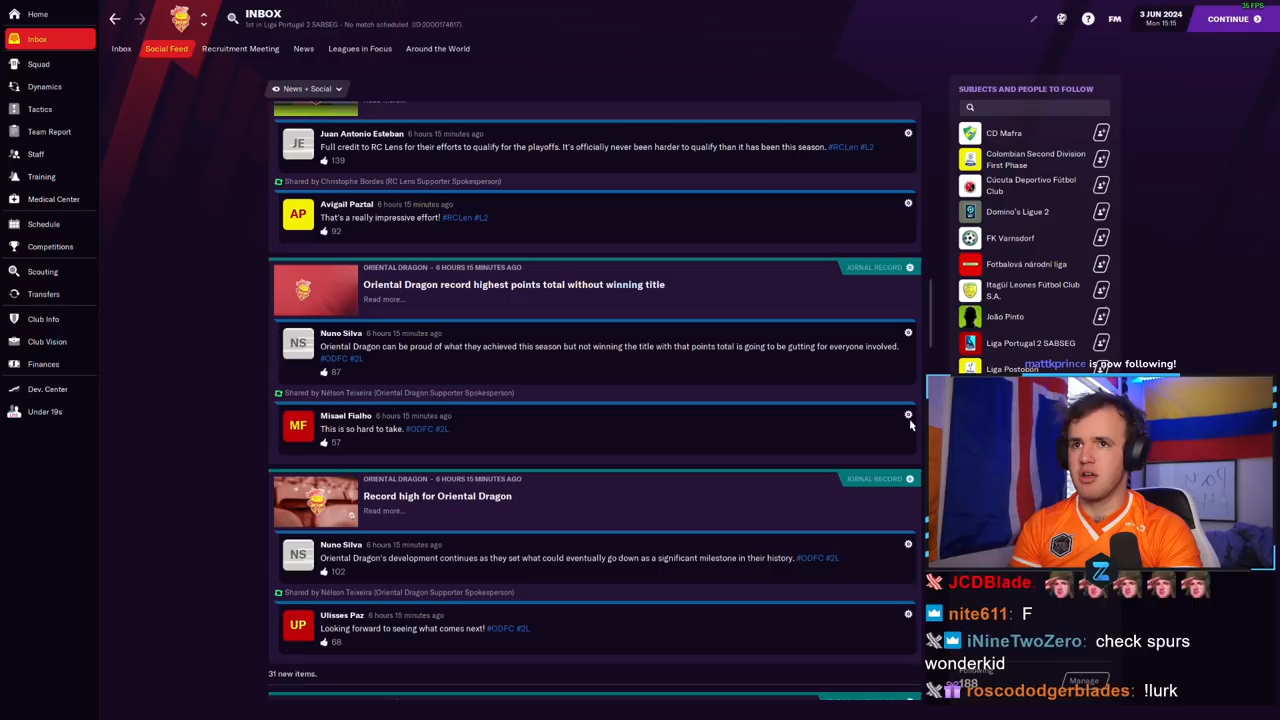 Home
Inbox
Squad
Dynamics
Tactics
Team Report
Staff
Training
Medical Center
Schedule
Competitions
Scouting
Transfers
Club Info
Club Vision
Finances
Dev. Center
Under 19s
INBOX
1st in Liga Portugal 2 SABSEG - No match scheduled (ID:2000174617)
FM
3 JUN 2024
Mon 15:15
CONTINUE
Inbox
Social Feed
Recruitment Meeting
News
Leagues in Focus
Around the World
News + Social
JE
Juan Antonio Esteban 6 hours 15 minutes ago
Full credit to RC Lens for their efforts to qualify for the playoffs. It's officially never been harder to qualify than it has been this season. #RCLen #L2
139
Shared by Christophe Bordes (RC Lens Supporter Spokesperson)
AP
Avigail Paztal 6 hours 15 minutes ago
That's a really impressive effort! #RCLen #L2
92
ORIENTAL DRAGON - 6 HOURS 15 MINUTES AGO
JORNAL RECORD
Oriental Dragon record highest points total without winning title
Read more...
NS
Nuno Silva 6 hours 15 minutes ago
Oriental Dragon can be proud of what they achieved this season but not winning the title with that points total is going to be gutting for everyone involved.
#ODFC #2L
87
Shared by Nélson Teixeira (Oriental Dragon Supporter Spokesperson)
MF
Misael Fialho 6 hours 15 minutes ago
This is so hard to take. #ODFC #2L
57
ORIENTAL DRAGON - 6 HOURS 15 MINUTES AGO
JORNAL RECORD
Record high for Oriental Dragon
Read more...
NS
Nuno Silva 6 hours 15 minutes ago
Oriental Dragon's development continues as they set what could eventually go down as a significant milestone in their history. #ODFC #2L
102
Shared by Nélson Teixeira (Oriental Dragon Supporter Spokesperson)
UP
Ulisses Paz 6 hours 15 minutes ago
Looking forward to seeing what comes next! #ODFC #2L
68
31 new items.
SUBJECTS AND PEOPLE TO FOLLOW
CD Mafra
Colombian Second Division
First Phase
Cúcuta Deportivo Fútbol
Club
Domino's Ligue 2
FK Varnsdorf
Fotbalová národní liga
Itagüí Leones Fútbol Club
S.A.
João Pinto
Liga Portugal 2 SABSEG
Liga Postobón
mattkprince is now following!
JCDBlade:
nite611: F
iNineTwoZero: check spurs
wonderkid
188
Manage
roscododgerblades: !lurk